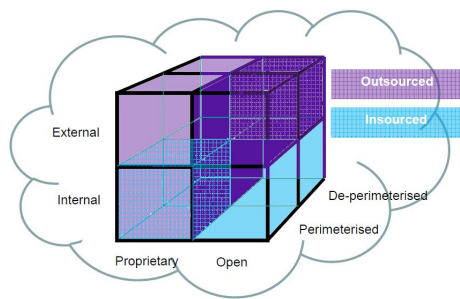 Outsourced
Insourced
External
Internal
De-perimeterised
Perimeterised
Proprietary
Open